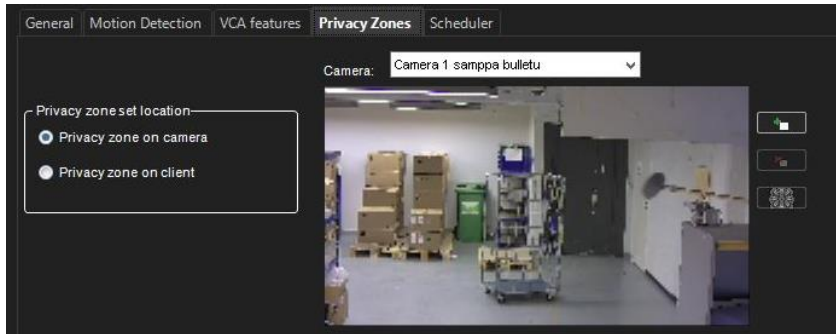 General Motion Detection VCA features Privacy Zones Scheduler
Camera: Camera 1 samppa bulletu
Privacy zone set location
Privacy zone on camera
Privacy zone on client